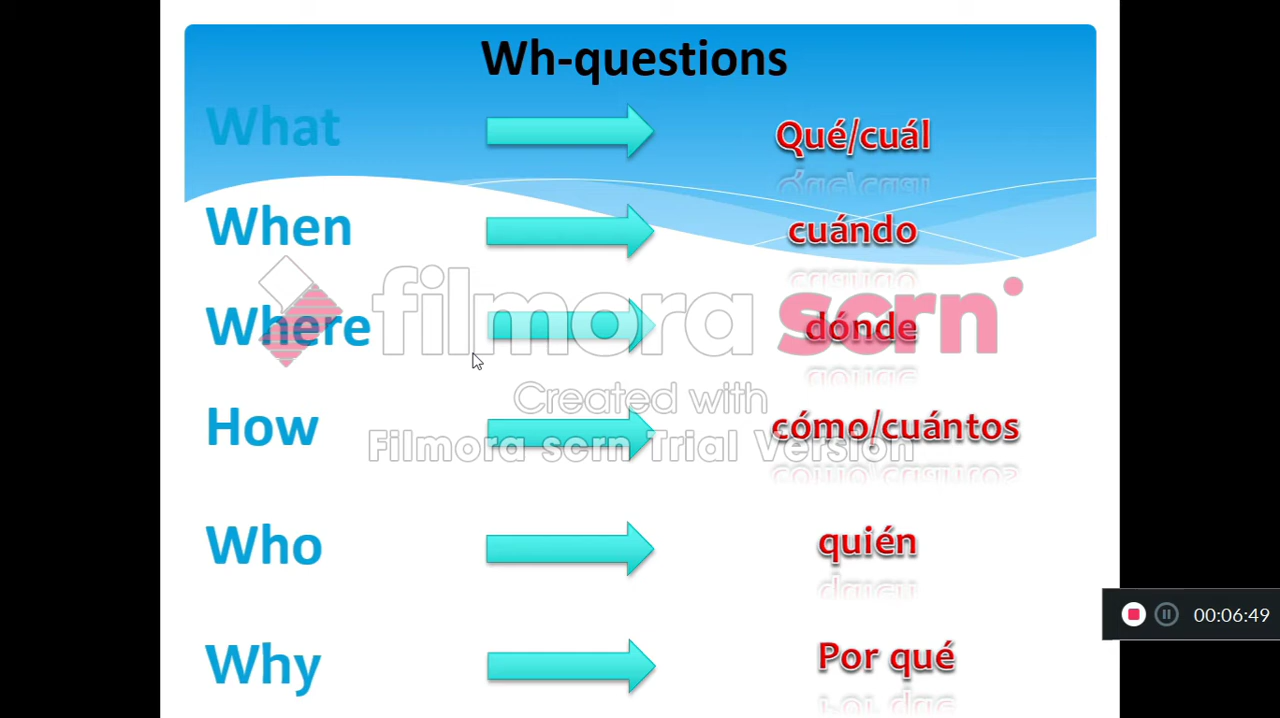 Wh-questions
What Qué/cuál
When cuándo
Where dónde
filmora scrn
Created with
How cómo/cuántos
Filmora scrn Trial Version
Who quién
00:06:49
Why Por qué